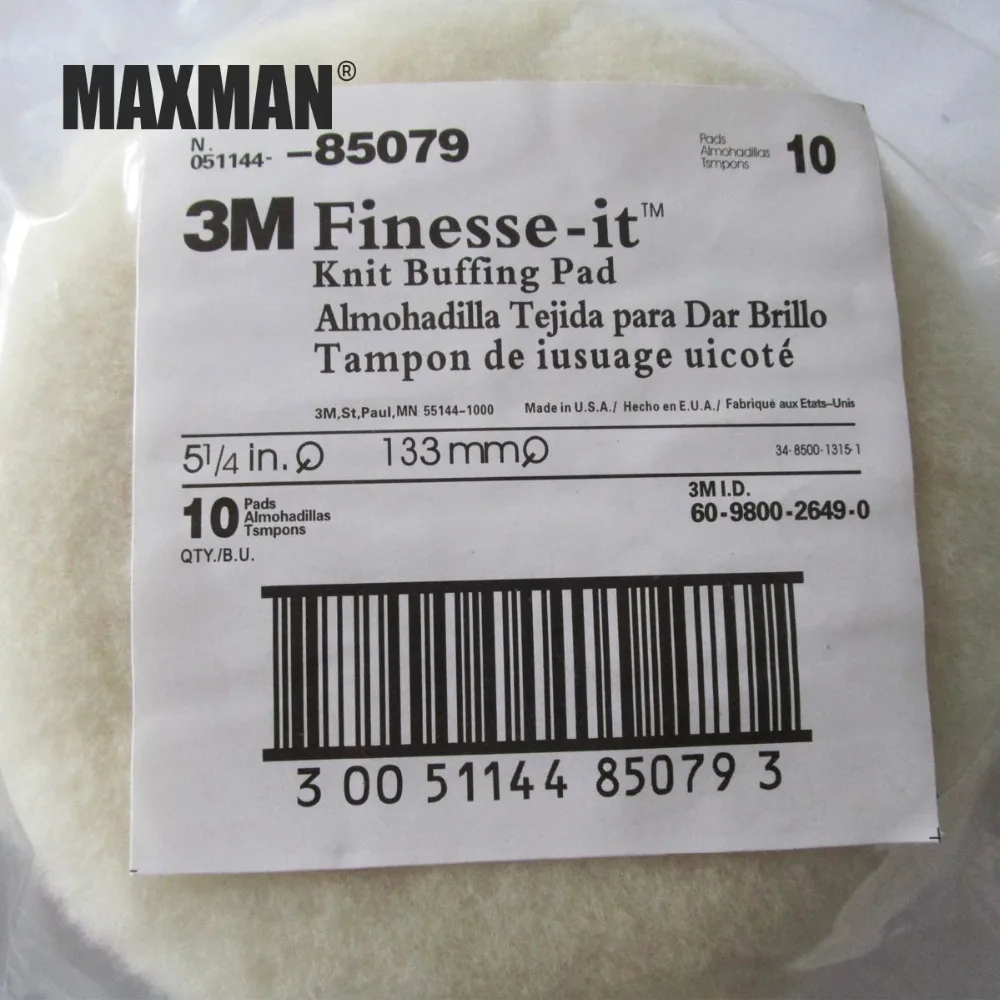 MAXMAN®
N.
051144- -85079
Pads
Almohadillas
Tsmpons
10
3M Finesse-it™
Knit Buffing Pad
Almohadilla Tejida para Dar Brillo
Tampon de iusuage uicoté
3M,St,Paul,MN 55144-1000 Made in U.S.A./ Hecho en E.U.A./ Fabriqué aux Etats-Unis
5 1/4 in. Ø 133 mm Ø 34-8500-1315-1
10 Pads
Almohadillas
Tsmpons
QTY./B.U.
3M I.D.
60-9800-2649-0
3 00 51144 85079 3